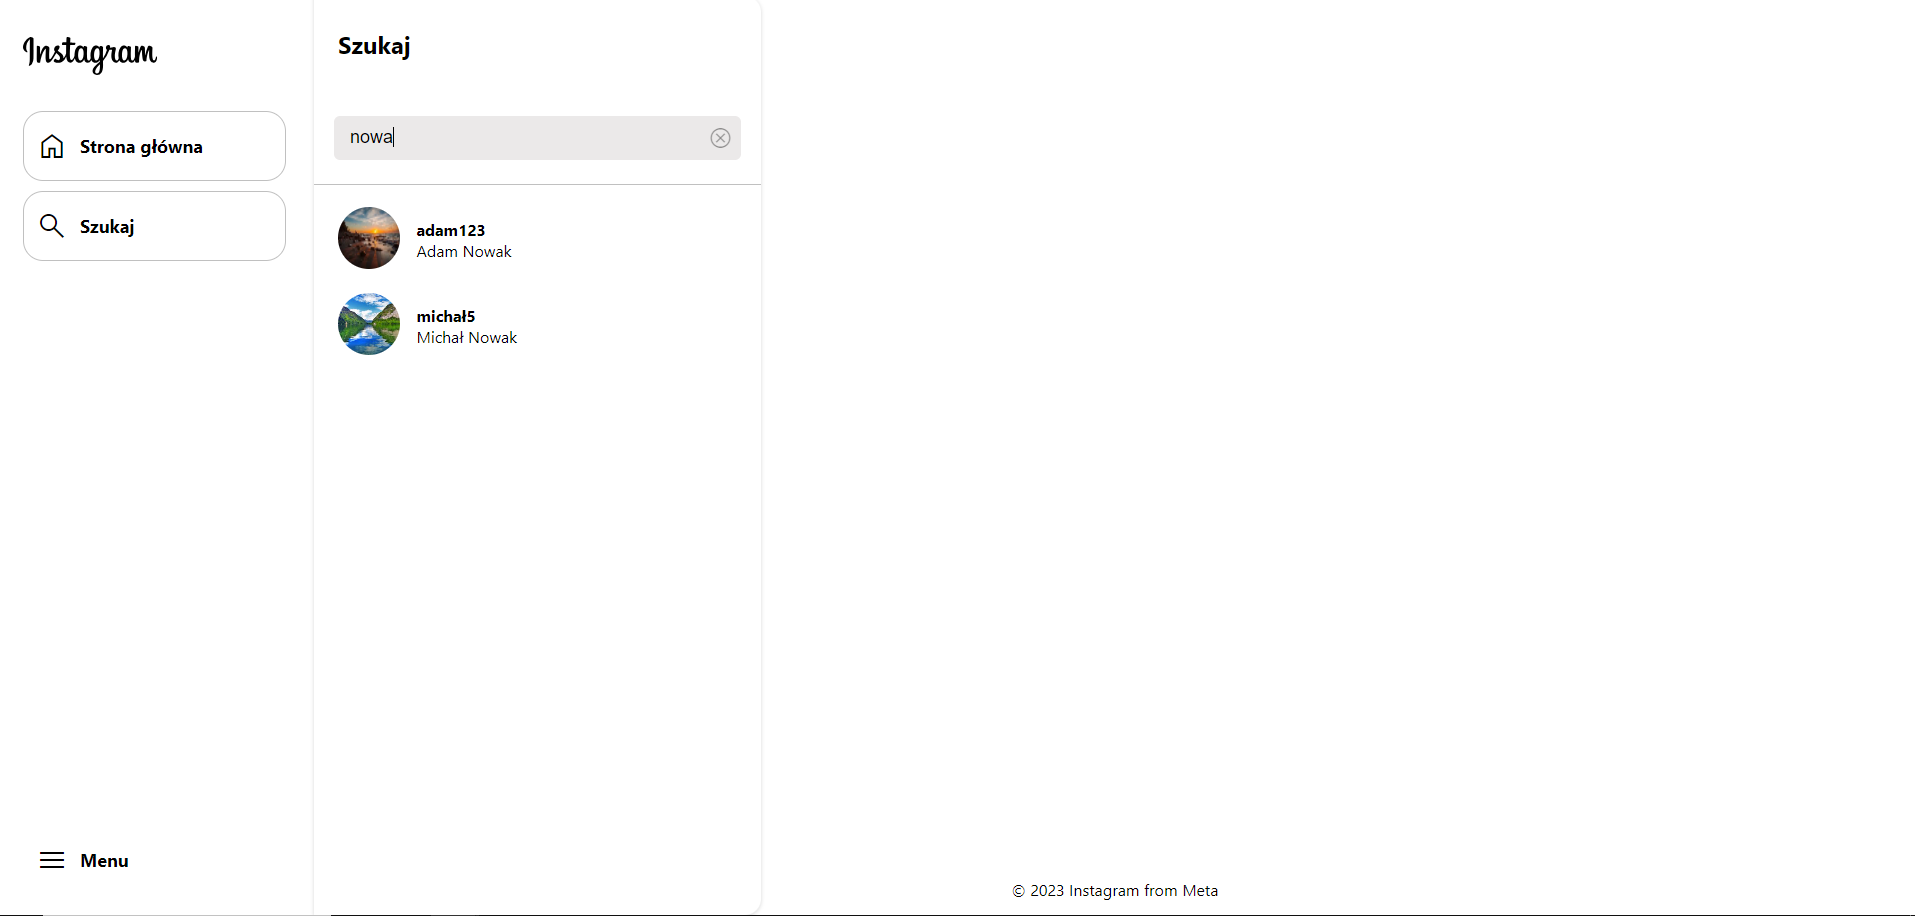 Instagram
Strona główna
Szukaj
Menu
Szukaj
nowa
adam123
Adam Nowak
michał5
Michał Nowak
© 2023 Instagram from Meta